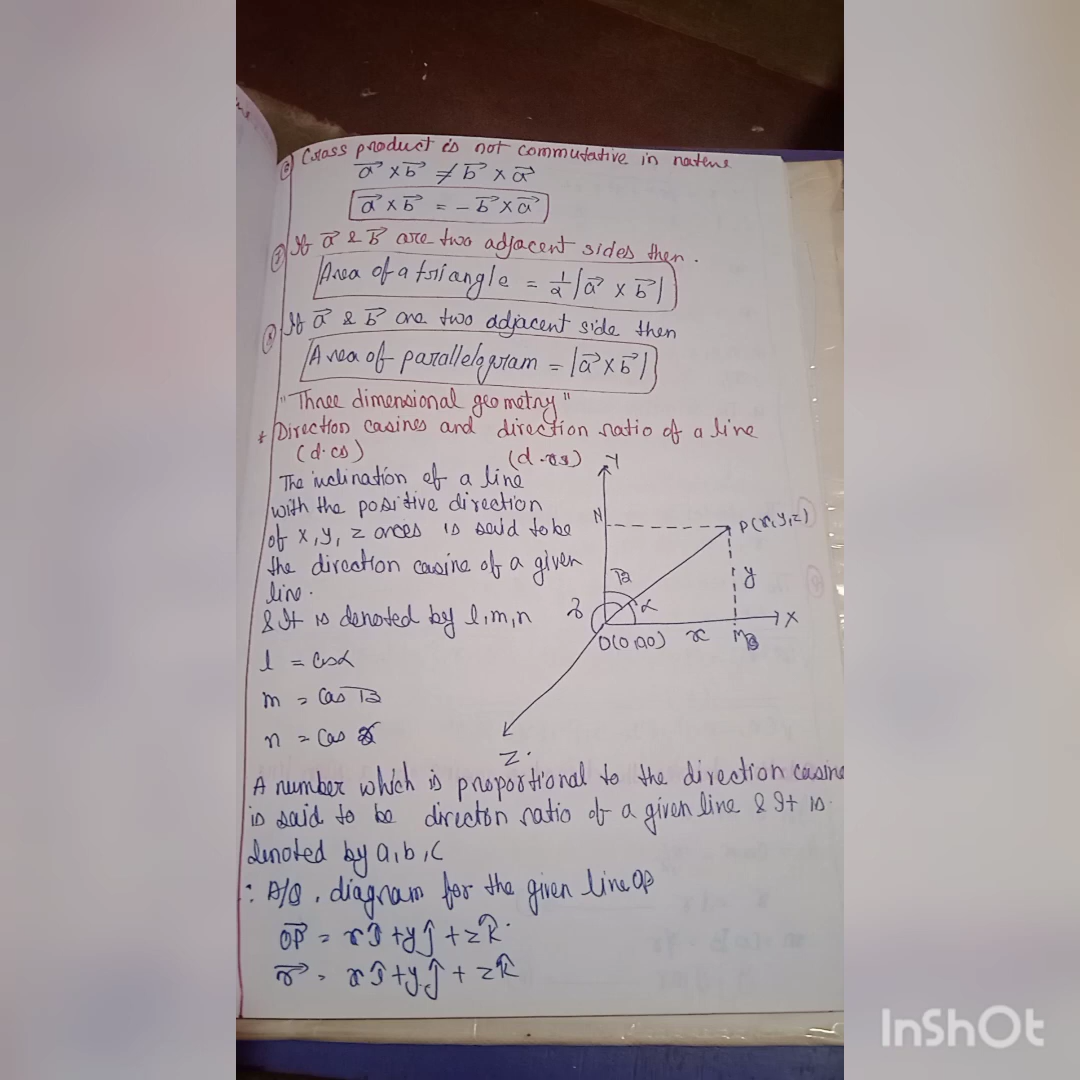 ⑥ Cross product is not commutative in nature
a⃗ × b⃗ ≠ b⃗ × a⃗
a⃗ × b⃗ = - b⃗ × a⃗
⑦ If a⃗ & b⃗ are two adjacent sides then.
Area of a triangle = 1/2 |a⃗ × b⃗|
⑧ If a⃗ & b⃗ are two adjacent side then
Area of parallelogram = |a⃗ × b⃗|
"Three dimensional geometry"
* Direction cosines and direction ratio of a line
(d.cs) (d.rs)
The inclination of a line
with the positive direction
of x, y, z axes is said to be
the direction cosine of a given
line.
& It is denoted by l, m, n
l = cosα
m = cos β
n = cos γ
Y
N
P(x, y, z)
y
β
α
γ
O(0,0,0)
x
M
X
Z.
A number which is proportional to the direction cosine
is said to be directon ratio of a given line & It is
denoted by a, b, c
∴ A/Q, diagram for the given line OP
OP⃗ = xî + yĵ + zk̂.
r⃗ = xî + yĵ + zk̂
InShOt